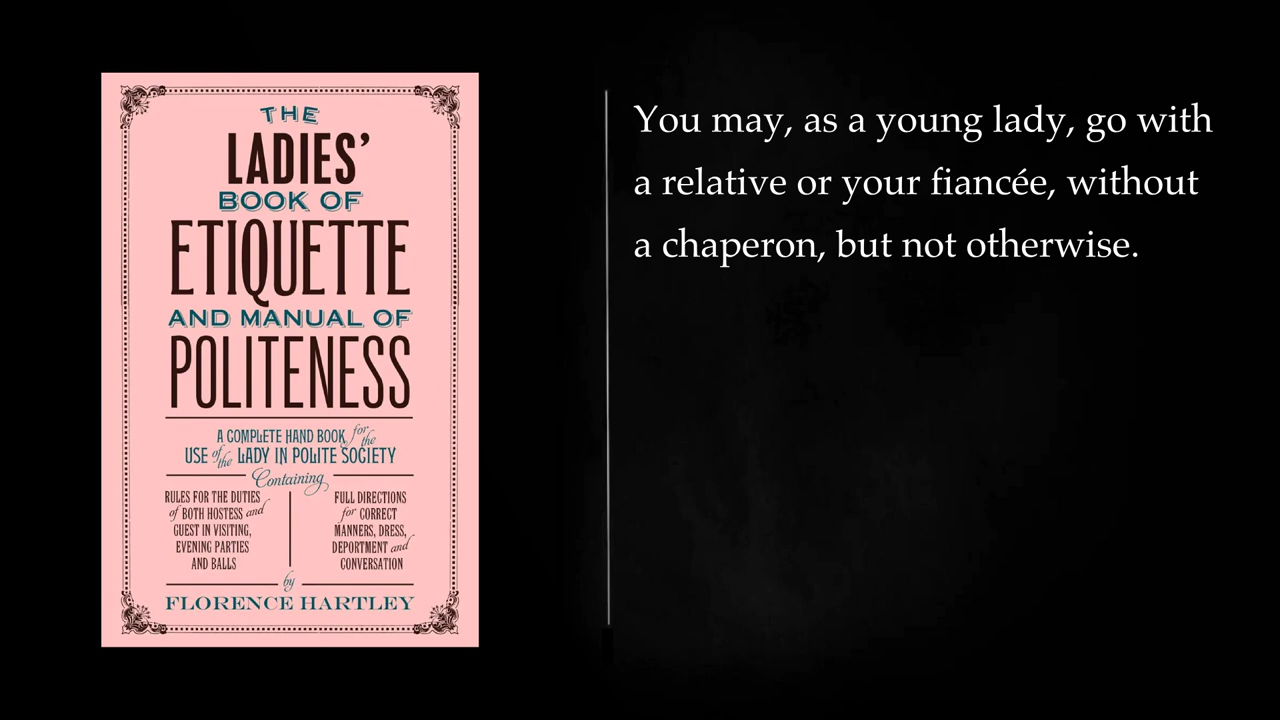 THE
LADIES'
BOOK OF
ETIQUETTE
AND MANUAL OF
POLITENESS
A COMPLETE HAND BOOK for the
USE of the LADY IN POLITE SOCIETY
Containing
RULES FOR THE DUTIES
of BOTH HOSTESS and
GUEST IN VISITING,
EVENING PARTIES
AND BALLS
FULL DIRECTIONS
for CORRECT
MANNERS, DRESS,
DEPORTMENT and
CONVERSATION
by
FLORENCE HARTLEY
You may, as a young lady, go with
a relative or your fiancée, without
a chaperon, but not otherwise.